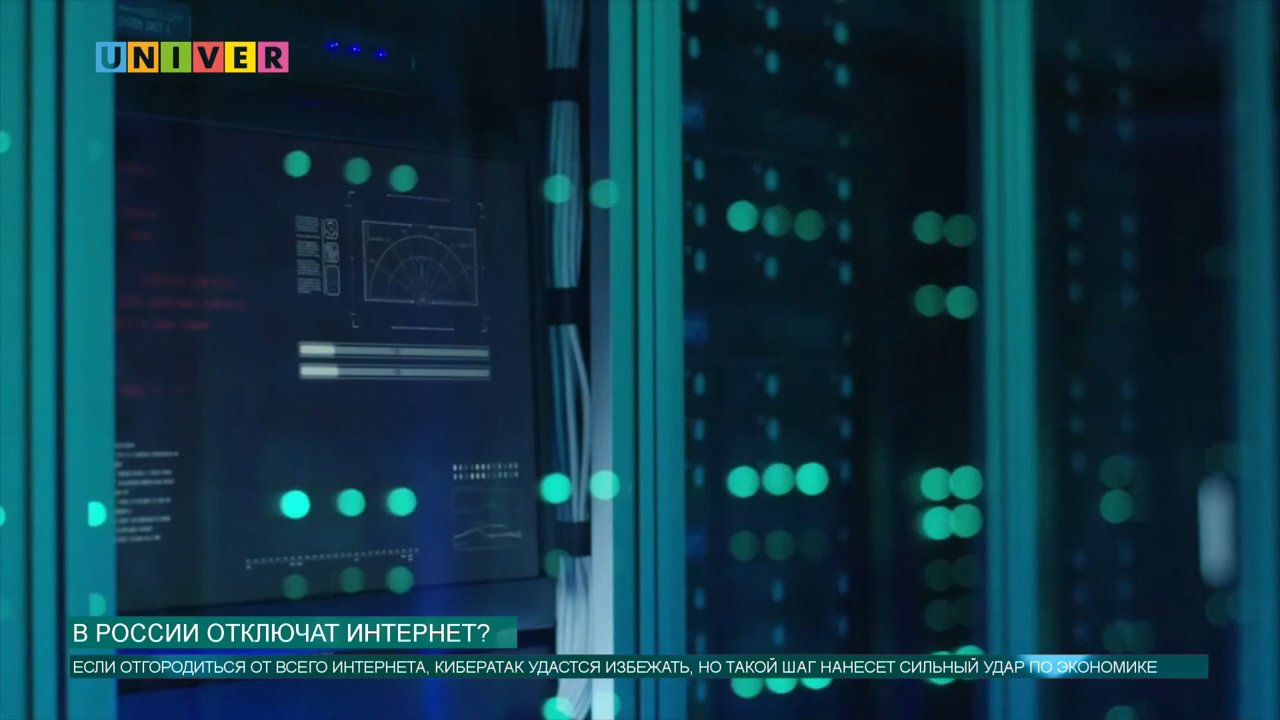 UNIVER
В РОССИИ ОТКЛЮЧАТ ИНТЕРНЕТ?
ЕСЛИ ОТГОРОДИТЬСЯ ОТ ВСЕГО ИНТЕРНЕТА, КИБЕРАТАК УДАСТСЯ ИЗБЕЖАТЬ, НО ТАКОЙ ШАГ НАНЕСЕТ СИЛЬНЫЙ УДАР ПО ЭКОНОМИКЕ